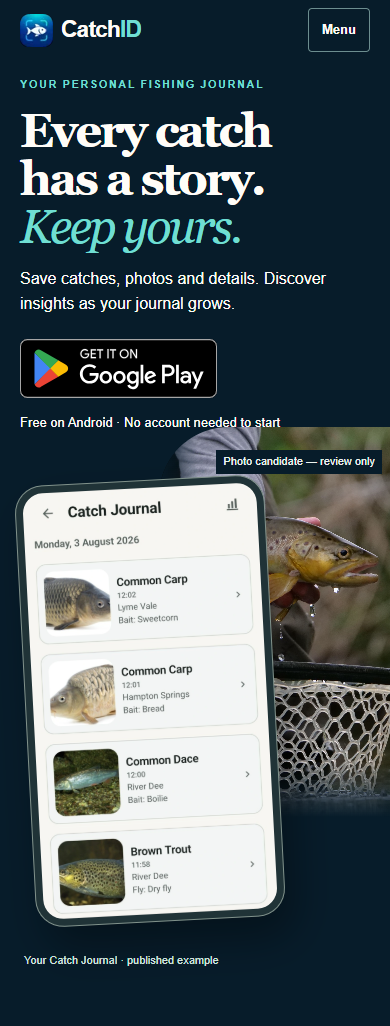 CatchID
Menu
YOUR PERSONAL FISHING JOURNAL
Every catch
has a story.
Keep yours.
Save catches, photos and details. Discover
insights as your journal grows.
GET IT ON
Google Play
Free on Android · No account needed to start
Photo candidate — review only
Catch Journal
Monday, 3 August 2026
Common Carp
12:02
Lyme Vale
Bait: Sweetcorn
Common Carp
12:01
Hampton Springs
Bait: Bread
Common Dace
12:00
River Dee
Bait: Boilie
Brown Trout
11:58
River Dee
Fly: Dry fly
Your Catch Journal · published example